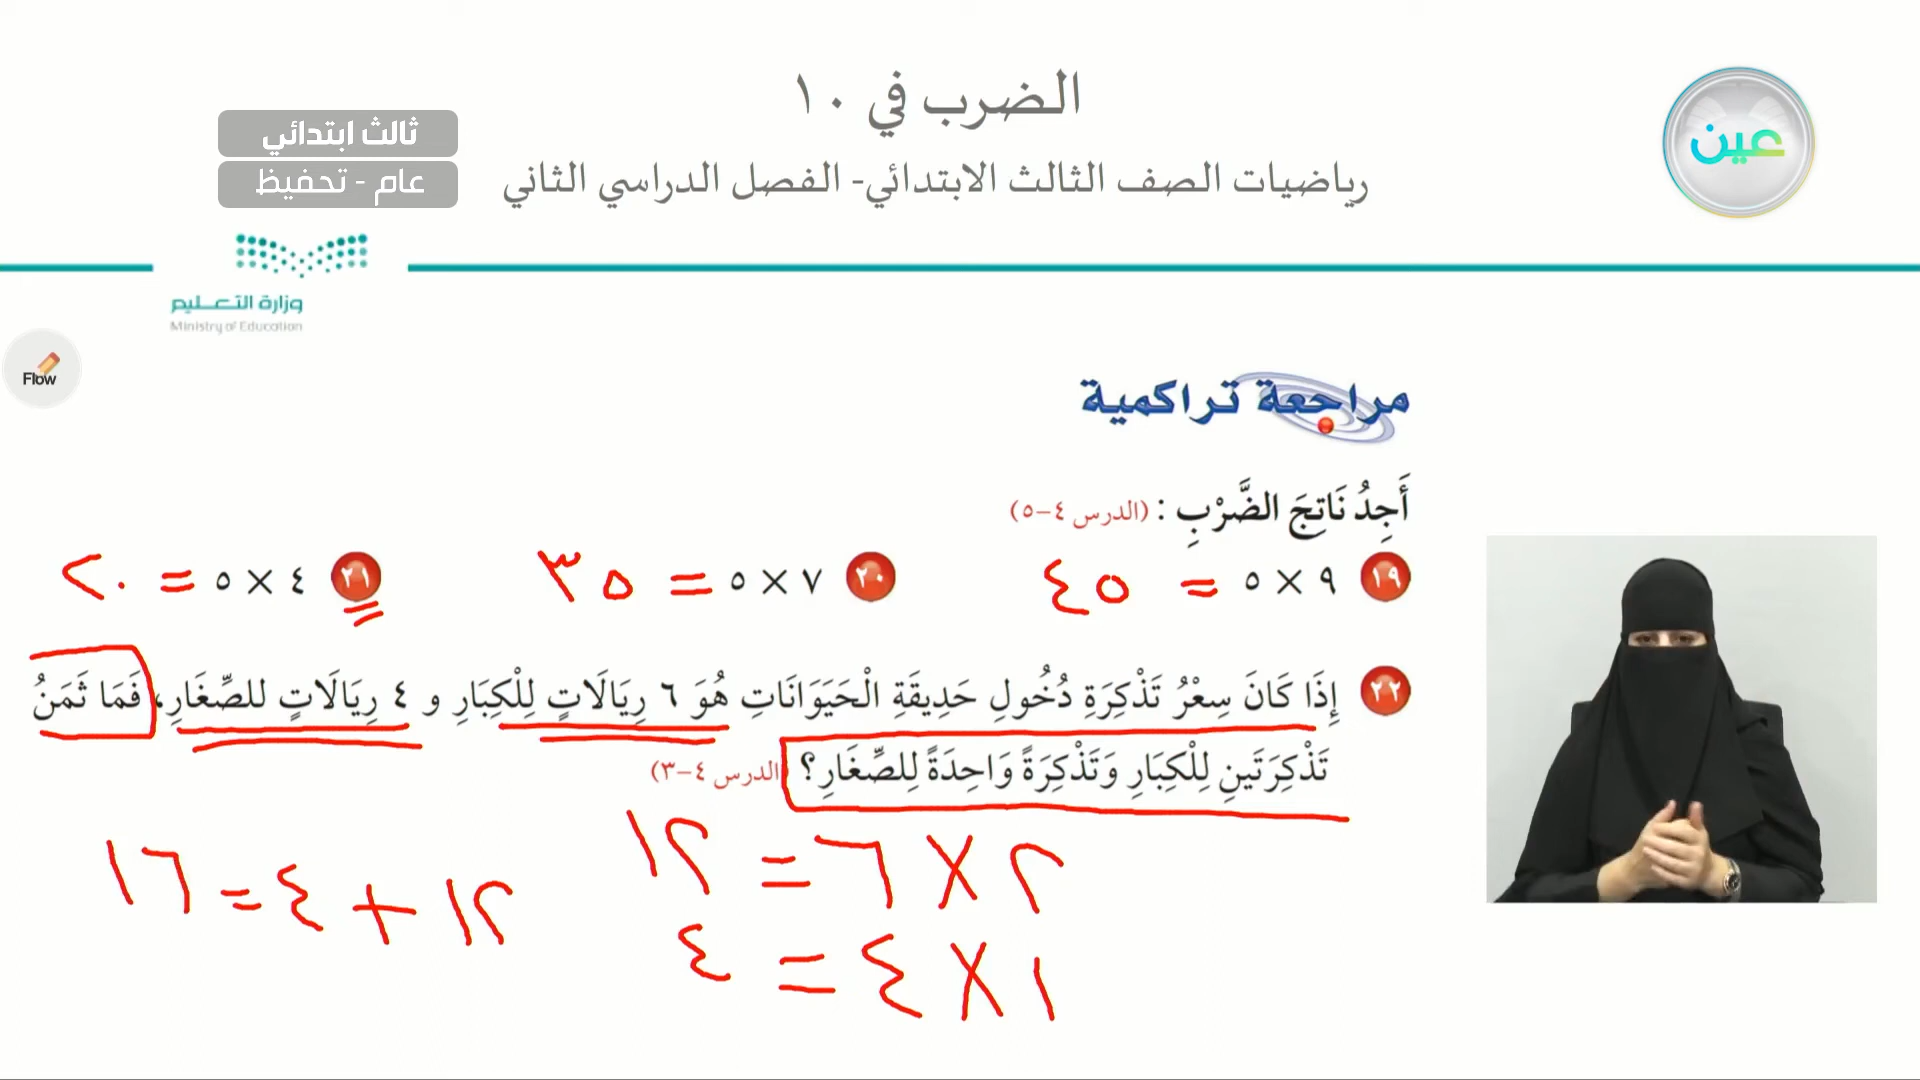 الضرب في ١٠
عين
ثالث ابتدائي
عام - تحفيظ
رياضيات الصف الثالث الابتدائي- الفصل الدراسي الثاني
وزارة التعليم
Ministry of Education
Flow
مراجعة تراكمية
أَجِدُ نَاتِجَ الضَّرْبِ : (الدرس ٤-٥)
١٩ ٩ × ٥ = ٤٥
٢٠ ٧ × ٥ = ٣٥
٢١ ٤ × ٥ = ٢٠
٢٢ إِذَا كَانَ سِعْرُ تَذْكِرَةِ دُخُولِ حَدِيقَةِ الْحَيَوَانَاتِ هُوَ ٦ رِيَالَاتٍ لِلْكِبَارِ و ٤ رِيَالَاتٍ للصِّغَارِ، فَمَا ثَمَنُ
تَذْكِرَتَينِ لِلْكِبَارِ وَتَذْكِرَةً وَاحِدَةً لِلصِّغَارِ؟ (الدرس ٤-٣)
٢ × ٦ = ١٢
١ × ٤ = ٤
١٢ + ٤ = ١٦